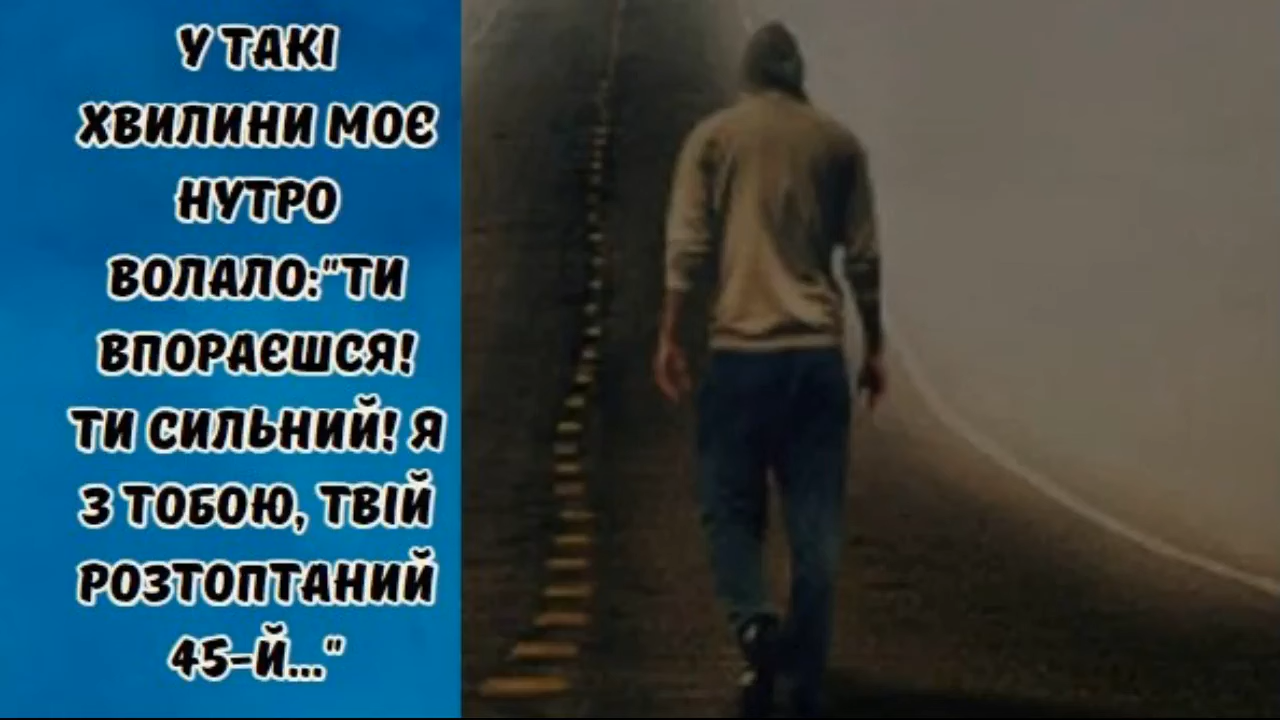 У ТАКІ
ХВИЛИНИ МОЄ
НУТРО
ВОЛАЛО:"ТИ
ВПОРАЄШСЯ!
ТИ СИЛЬНИЙ! Я
З ТОБОЮ, ТВІЙ
РОЗТОПТАНИЙ
45-Й..."